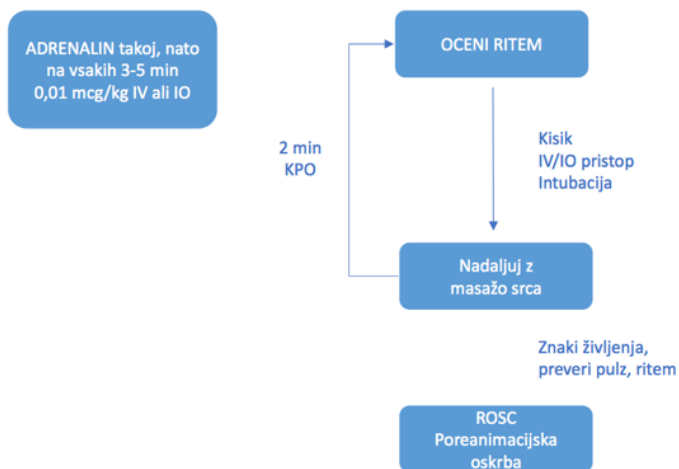 ADRENALIN takoj, nato
na vsakih 3-5 min
0,01 mcg/kg IV ali IO
OCENI RITEM
2 min
KPO
Kisik
IV/IO pristop
Intubacija
Nadaljuj z
masažo srca
Znaki življenja,
preveri pulz, ritem
ROSC
Poreanimacijska
oskrba